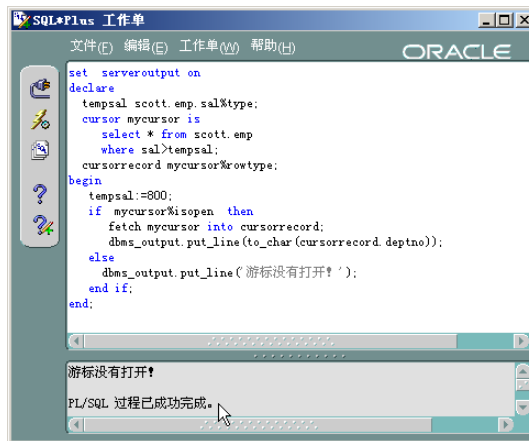 SQL*Plus 工作单
文件(F) 编辑(E) 工作单(W) 帮助(H)
ORACLE
set serveroutput on
declare
tempsal scott.emp.sal%type;
cursor mycursor is
select * from scott.emp
where sal>tempsal;
cursorrecord mycursor%rowtype;
begin
tempsal:=800;
if mycursor%isopen then
fetch mycursor into cursorrecord;
dbms_output.put_line(to_char(cursorrecord.deptno));
else
dbms_output.put_line('游标没有打开！');
end if;
end;
游标没有打开！
PL/SQL 过程已成功完成。